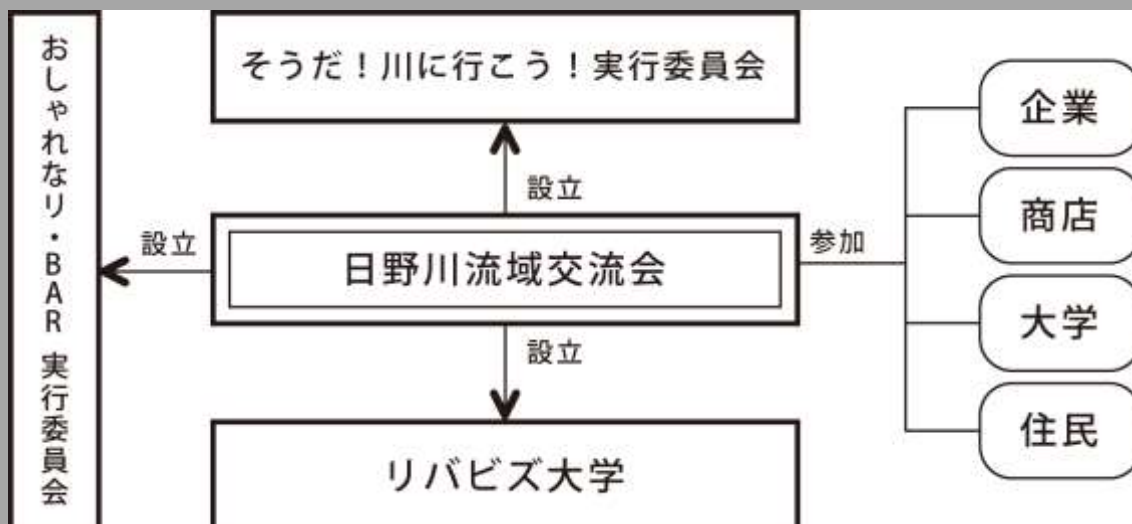 おしゃれなリ・BAR 実行委員会
そうだ！川に行こう！実行委員会
設立
設立
日野川流域交流会
設立
リバビズ大学
参加
企業
商店
大学
住民